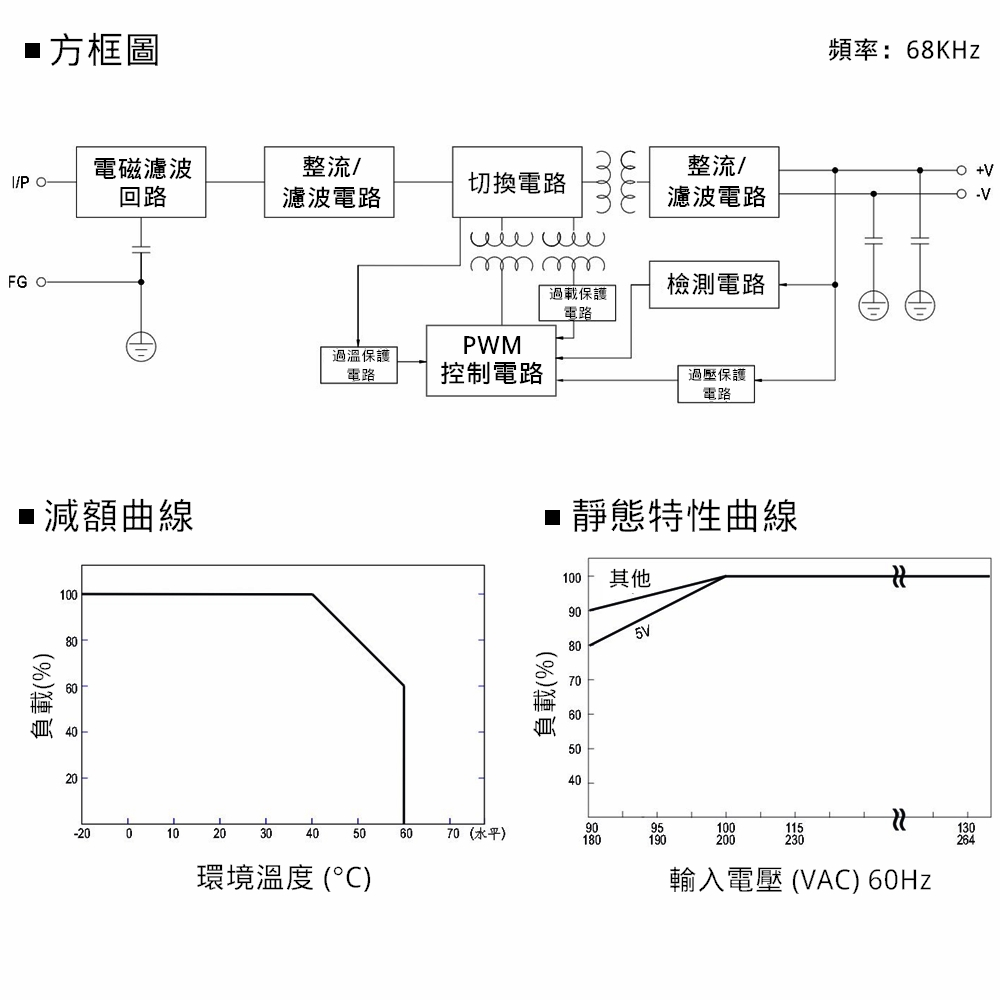 ■ 方框圖
頻率：68KHz
I/P
電磁濾波
回路
整流/
濾波電路
切換電路
整流/
濾波電路
+V
-V
FG
過載保護
電路
檢測電路
過溫保護
電路
PWM
控制電路
過壓保護
電路
■ 減額曲線
負載(%)
100
80
60
40
20
-20 0 10 20 30 40 50 60 70 (水平)
環境溫度 (°C)
■ 靜態特性曲線
負載(%)
100
90
80
70
60
50
40
其他
5V
90 95 100 115 130
180 190 200 230 264
輸入電壓 (VAC) 60Hz